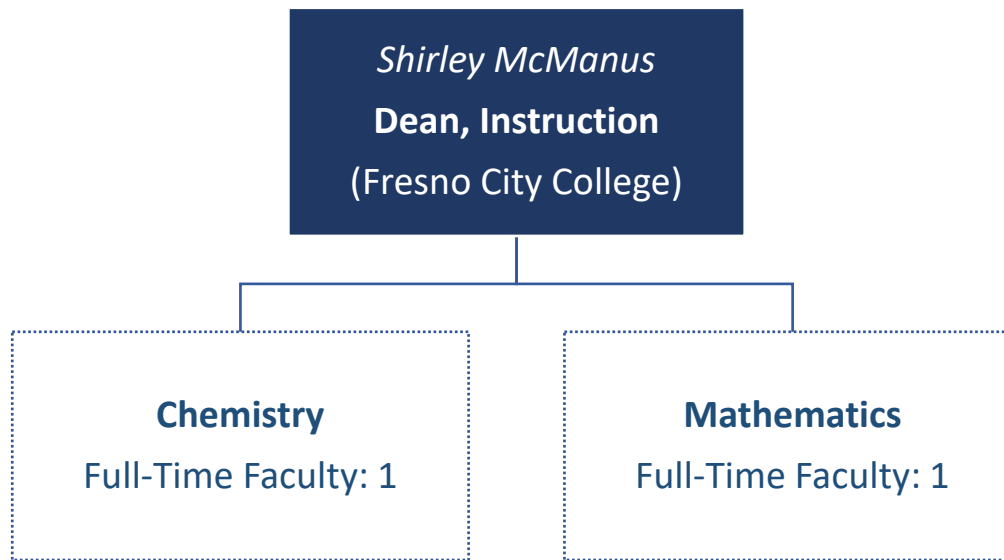 Shirley McManus
Dean, Instruction
(Fresno City College)
Chemistry
Full-Time Faculty: 1
Mathematics
Full-Time Faculty: 1